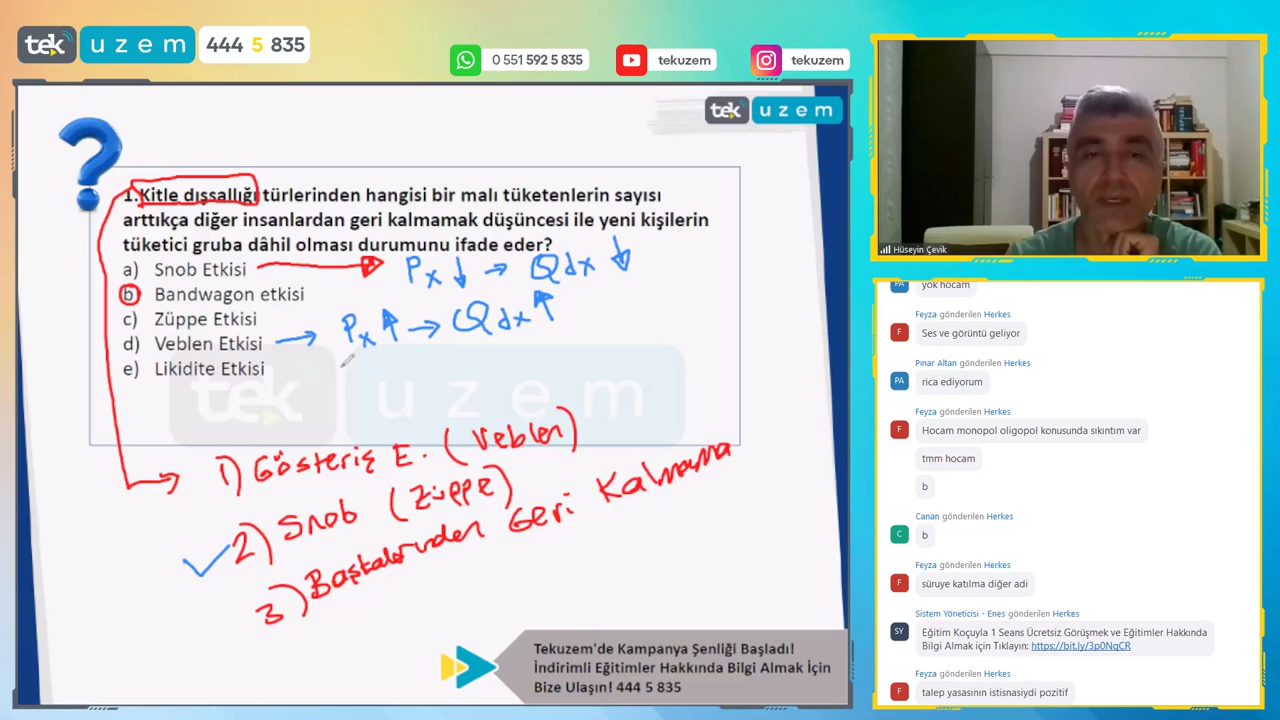 tek uzem 444 5 835
0 551 592 5 835
tekuzem
tekuzem
tek uzem
1.Kitle dışsallığı türlerinden hangisi bir malı tüketenlerin sayısı
arttıkça diğer insanlardan geri kalmamak düşüncesi ile yeni kişilerin
tüketici gruba dâhil olması durumunu ifade eder?
a) Snob Etkisi → Px ↓ → Qdx ↓
b) Bandwagon etkisi
c) Züppe Etkisi
d) Veblen Etkisi → Px ↑ → Qdx ↑
e) Likidite Etkisi
tek uzem
1) Gösteriş E. (Veblen)
2) Snob (Züppe)
3) Başkalarından Geri Kalmama
Tekuzem'de Kampanya Şenliği Başladı!
İndirimli Eğitimler Hakkında Bilgi Almak İçin
Bize Ulaşın! 444 5 835
Hüseyin Çevik
PA yok hocam
Feyza gönderilen Herkes
F Ses ve görüntü geliyor
Pınar Altan gönderilen Herkes
PA rica ediyorum
Feyza gönderilen Herkes
F Hocam monopol oligopol konusunda sıkıntım var
tmm hocam
b
Canan gönderilen Herkes
C b
Feyza gönderilen Herkes
F süruye katılma diğer adi
Sistem Yöneticisi - Enes gönderilen Herkes
SY Eğitim Koçuyla 1 Seans Ücretsiz Görüşmek ve Eğitimler Hakkında
Bilgi Almak için Tıklayın: https://bit.ly/3p0NqCR
Feyza gönderilen Herkes
F talep yasasının istisnasiydi pozitif